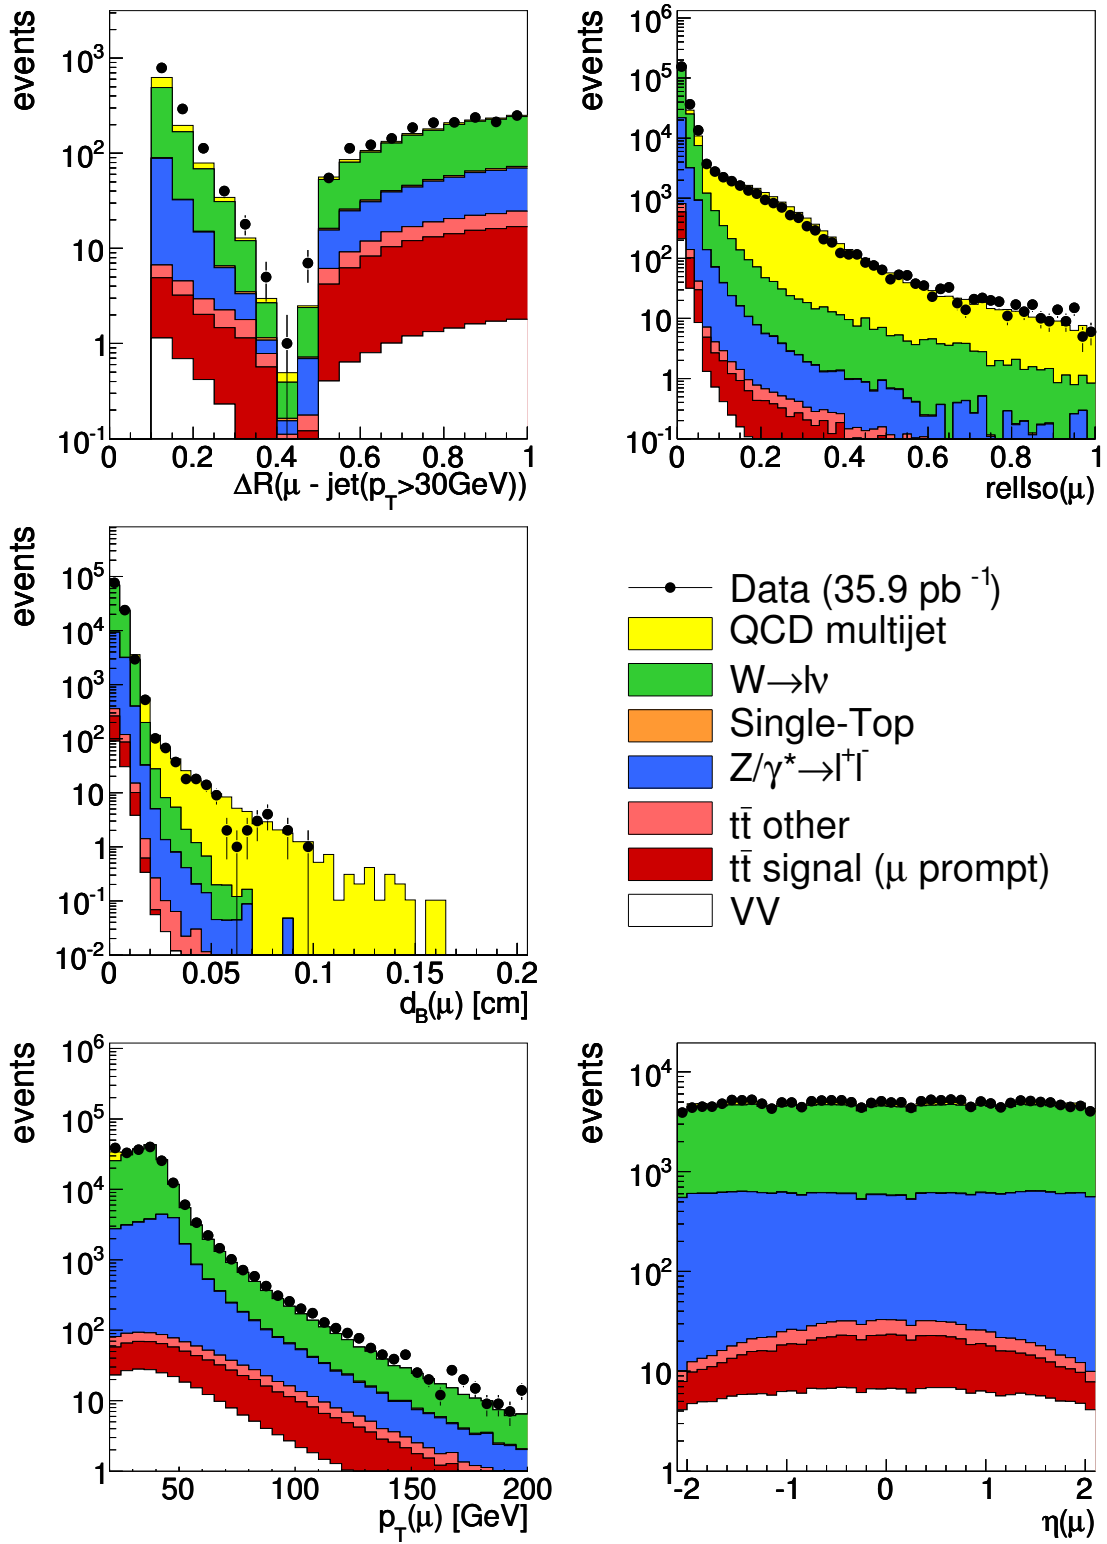 events
10³
10²
10
1
10⁻¹
0 0.2 0.4 0.6 0.8 1
ΔR(μ - jet(p_T>30GeV))
events
10⁶
10⁵
10⁴
10³
10²
10
1
10⁻¹
0 0.2 0.4 0.6 0.8 1
relIso(μ)
events
10⁵
10⁴
10³
10²
10
1
10⁻¹
10⁻²
0 0.05 0.1 0.15 0.2
d_B(μ) [cm]
Data (35.9 pb⁻¹)
QCD multijet
W→lν
Single-Top
Z/γ*→l⁺l⁻
tt̄ other
tt̄ signal (μ prompt)
VV
events
10⁶
10⁵
10⁴
10³
10²
10
1
50 100 150 200
p_T(μ) [GeV]
events
10⁴
10³
10²
10
1
-2 -1 0 1 2
η(μ)